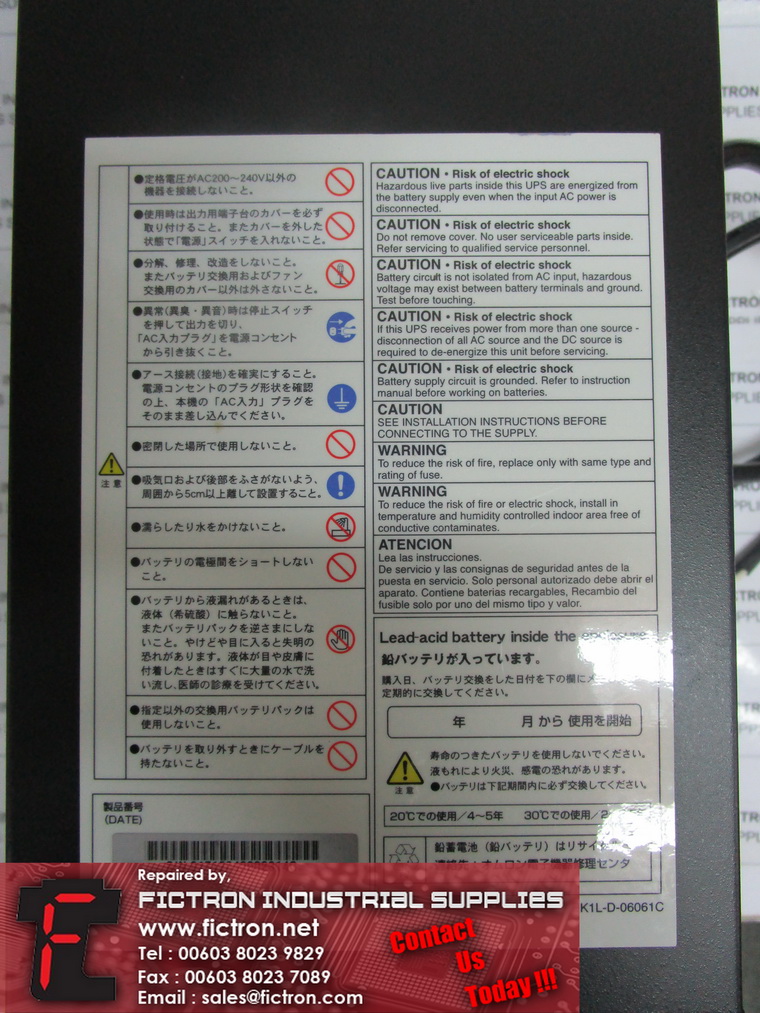 ●定格電圧がAC200～240V以外の
機器を接続しないこと。
●使用時は出力用端子台のカバーを必ず
取り付けること。またカバーを外した
状態で「電源」スイッチを入れないこと。
●分解、修理、改造をしないこと。
またバッテリ交換用およびファン
交換用のカバー以外は外さないこと。
●異常(異臭・異音)時は停止スイッチ
を押して出力を切り、
「AC入力プラグ」を電源コンセント
から引き抜くこと。
●アース接続(接地)を確実にすること。
電源コンセントのプラグ形状を確認
の上、本機の「AC入力」プラグを
そのまま差し込んでください。
●密閉した場所で使用しないこと。
注意
●吸気口および後部をふさがないよう、
周囲から5cm以上離して設置すること。
●濡らしたり水をかけないこと。
●バッテリの電極間をショートしない
こと。
●バッテリから液漏れがあるときは、
液体（希硫酸）に触らないこと。
またバッテリパックを逆さまにしな
いこと。やけどや目に入ると失明の
恐れがあります。液体が目や皮膚に
付着したときはすぐに大量の水で洗
い流し、医師の診療を受けてください。
●指定以外の交換用バッテリパックは
使用しないこと。
●バッテリを取り外すときにケーブルを
持たないこと。
製品番号
(DATE)
CAUTION • Risk of electric shock
Hazardous live parts inside this UPS are energized from
the battery supply even when the input AC power is
disconnected.
CAUTION • Risk of electric shock
Do not remove cover. No user serviceable parts inside.
Refer servicing to qualified service personnel.
CAUTION • Risk of electric shock
Battery circuit is not isolated from AC input, hazardous
voltage may exist between battery terminals and ground.
Test before touching.
CAUTION • Risk of electric shock
If this UPS receives power from more than one source -
disconnection of all AC source and the DC source is
required to de-energize this unit before servicing.
CAUTION • Risk of electric shock
Battery supply circuit is grounded. Refer to instruction
manual before working on batteries.
CAUTION
SEE INSTALLATION INSTRUCTIONS BEFORE
CONNECTING TO THE SUPPLY.
WARNING
To reduce the risk of fire, replace only with same type and
rating of fuse.
WARNING
To reduce the risk of fire or electric shock, install in
temperature and humidity controlled indoor area free of
conductive contaminates.
ATENCION
Lea las instrucciones.
De servicio y las consignas de seguridad antes de la
puesta en servicio. Solo personal autorizado debe abrir el
aparato. Contiene baterias recargables, Recambio del
fusible solo por uno del mismo tipo y valor.
Lead-acid battery inside the enclosure
鉛バッテリが入っています。
購入日、バッテリ交換をした日付を下の欄に
定期的に交換してください。
年 月 から 使用を開始
寿命のつきたバッテリを使用しないでください。
液もれにより火災、感電の恐れがあります。
●バッテリは下記期間内に必ず交換してください。
注意
20℃での使用/4～5年 30℃での使用/2
鉛蓄電池（鉛バッテリ）はリサイ
オムロン電子機器修理センタ
K1L-D-06061C
Repaired by,
FICTRON INDUSTRIAL SUPPLIES
www.fictron.net
Tel : 00603 8023 9829
Fax : 00603 8023 7089
Email : sales@fictron.com
Contact
Us
Today !!!